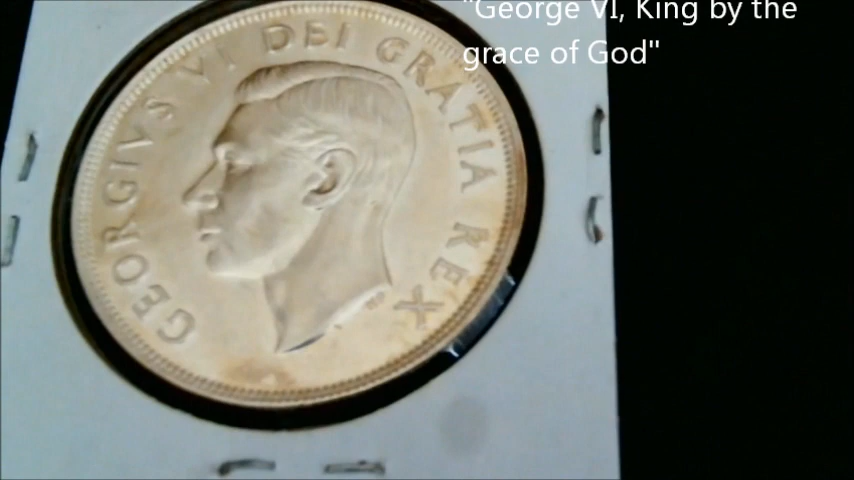 "George VI, King by the
grace of God"
GEORGIVS VI DEI GRATIA REX